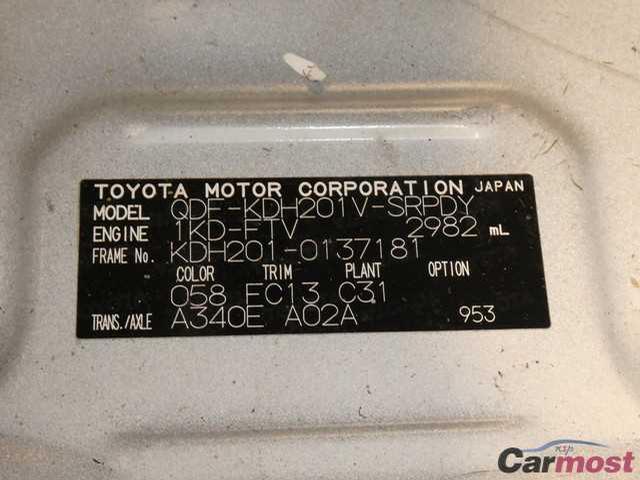 TOYOTA MOTOR CORPORATION JAPAN
MODEL QDF-KDH201V-SRPDY
ENGINE 1KD-FTV 2982 mL
FRAME No. KDH201-0137181
COLOR TRIM PLANT OPTION
058 FC13 C31
TRANS./AXLE A340E A02A 953
Carmost